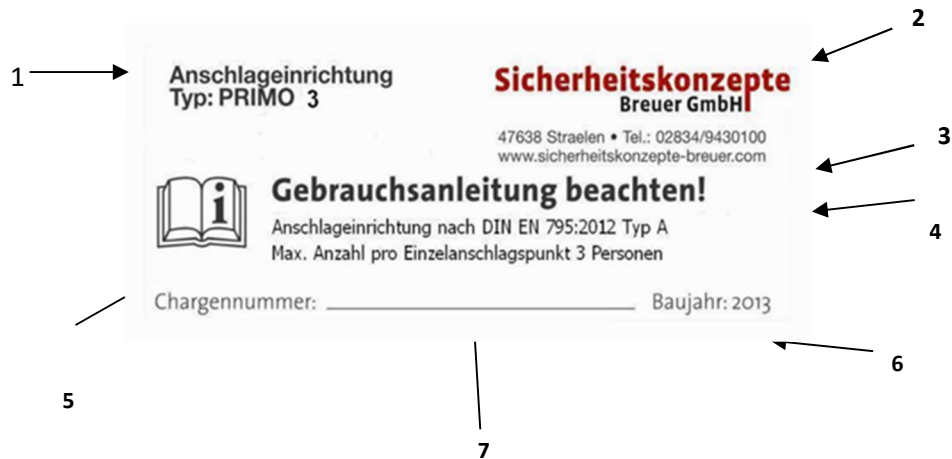 1
2
Anschlageinrichtung
Typ: PRIMO 3
Sicherheitskonzepte
Breuer GmbH
47638 Straelen • Tel.: 02834/9430100
www.sicherheitskonzepte-breuer.com
3
Gebrauchsanleitung beachten!
i
Anschlageinrichtung nach DIN EN 795:2012 Typ A
4
Max. Anzahl pro Einzelanschlagspunkt 3 Personen
Chargennummer: ____________________ Baujahr: 2013
6
5
7